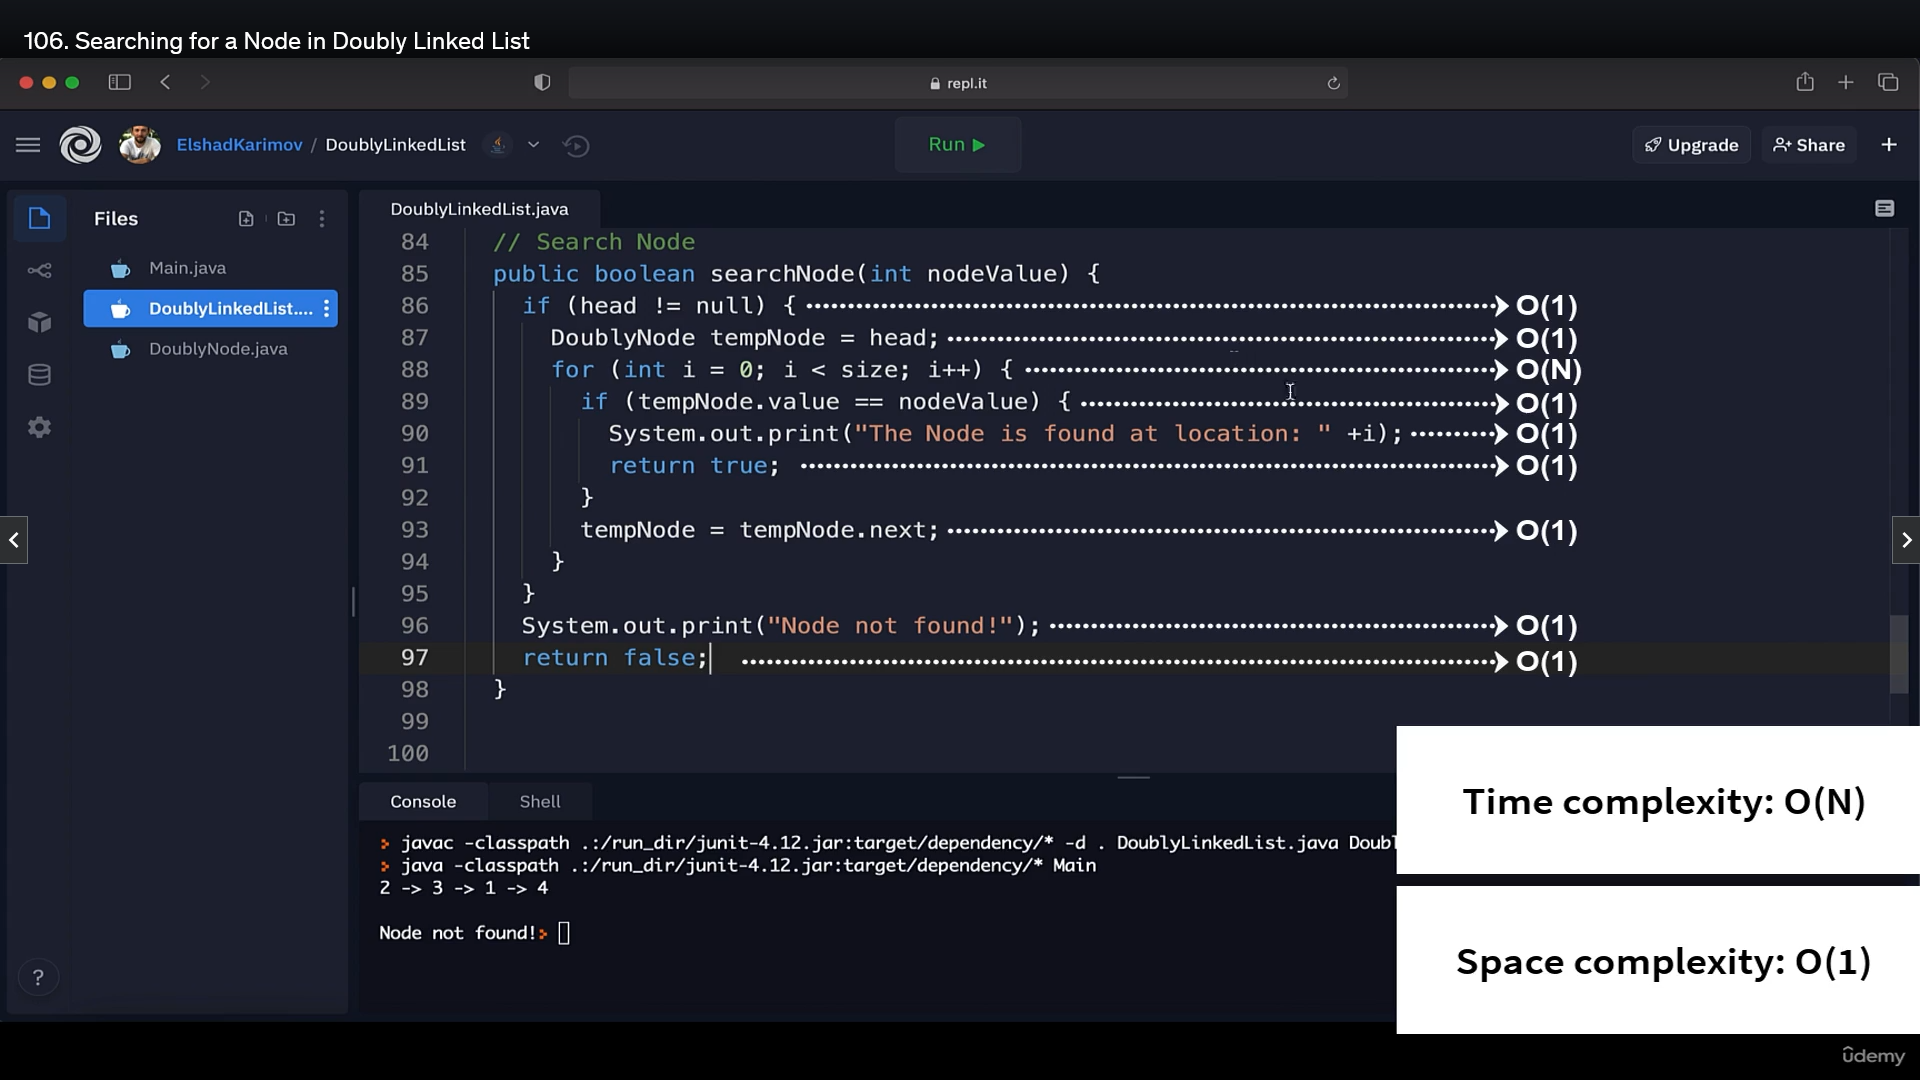 106. Searching for a Node in Doubly Linked List
repl.it
ElshadKarimov / DoublyLinkedList
Run
Upgrade
Share
Files
Main.java
DoublyLinkedList....
DoublyNode.java
DoublyLinkedList.java
84 // Search Node
85 public boolean searchNode(int nodeValue) {
86 if (head != null) { O(1)
87 DoublyNode tempNode = head; O(1)
88 for (int i = 0; i < size; i++) { O(N)
89 if (tempNode.value == nodeValue) { O(1)
90 System.out.print("The Node is found at location: " +i); O(1)
91 return true; O(1)
92 }
93 tempNode = tempNode.next; O(1)
94 }
95 }
96 System.out.print("Node not found!"); O(1)
97 return false; O(1)
98 }
99
100
Time complexity: O(N)
Space complexity: O(1)
Console Shell
javac -classpath .:/run_dir/junit-4.12.jar:target/dependency/* -d . DoublyLinkedList.java Doubl
java -classpath .:/run_dir/junit-4.12.jar:target/dependency/* Main
2 -> 3 -> 1 -> 4
Node not found!
?
ûdemy